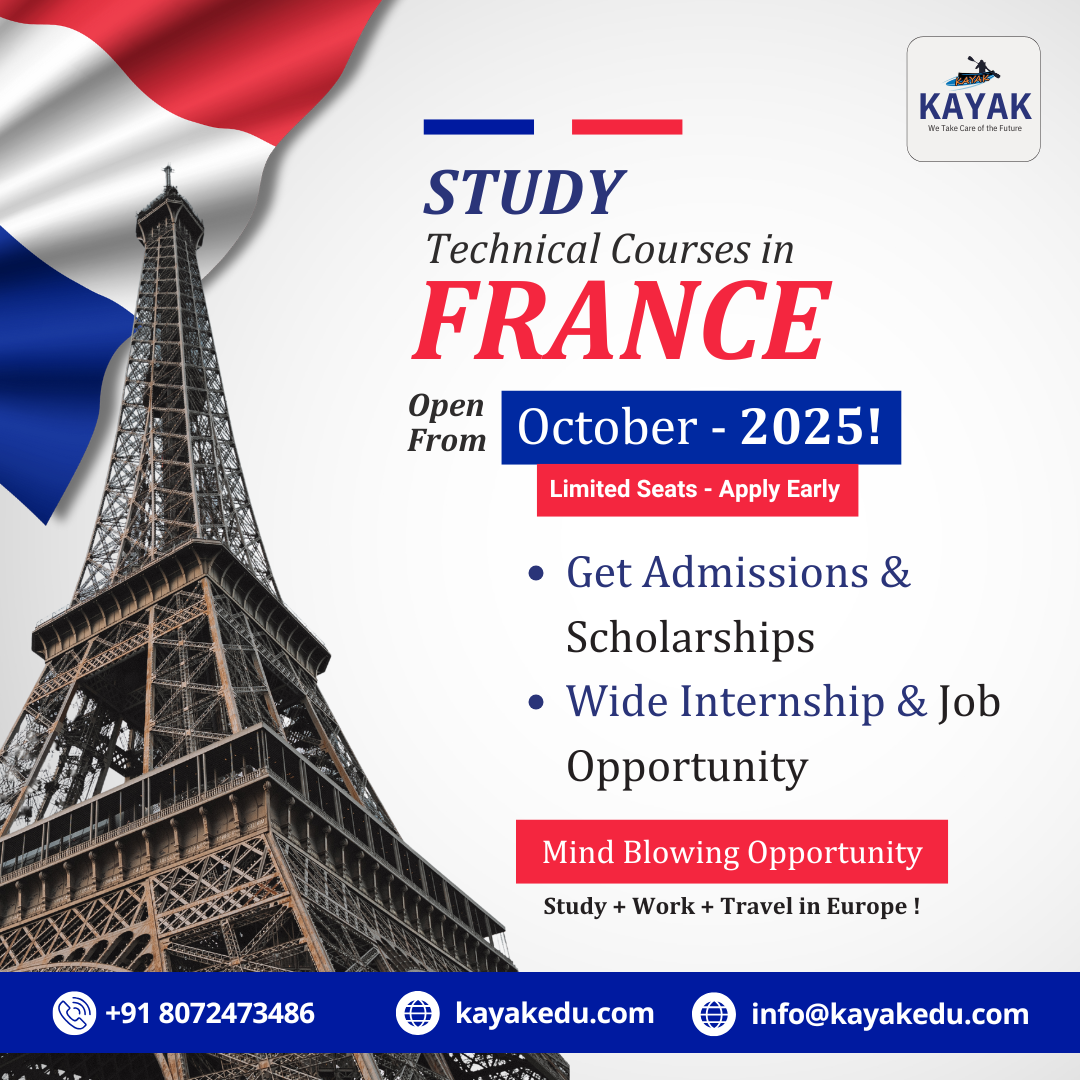 KAYAK
KAYAK
We Take Care of the Future
STUDY
Technical Courses in
FRANCE
Open
From
October - 2025!
Limited Seats - Apply Early
• Get Admissions &
Scholarships
• Wide Internship & Job
Opportunity
Mind Blowing Opportunity
Study + Work + Travel in Europe !
+91 8072473486
kayakedu.com
info@kayakedu.com